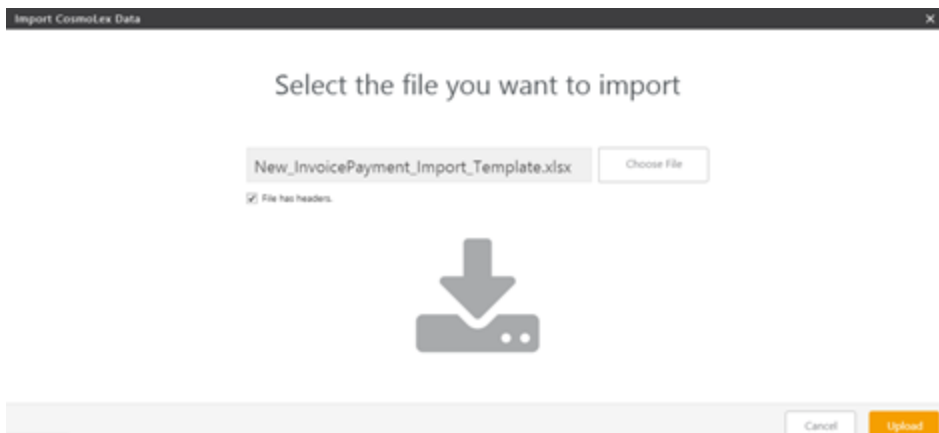 Import CosmoLex Data
Select the file you want to import
New_InvoicePayment_Import_Template.xlsx
Choose File
File has headers.
Cancel
Upload